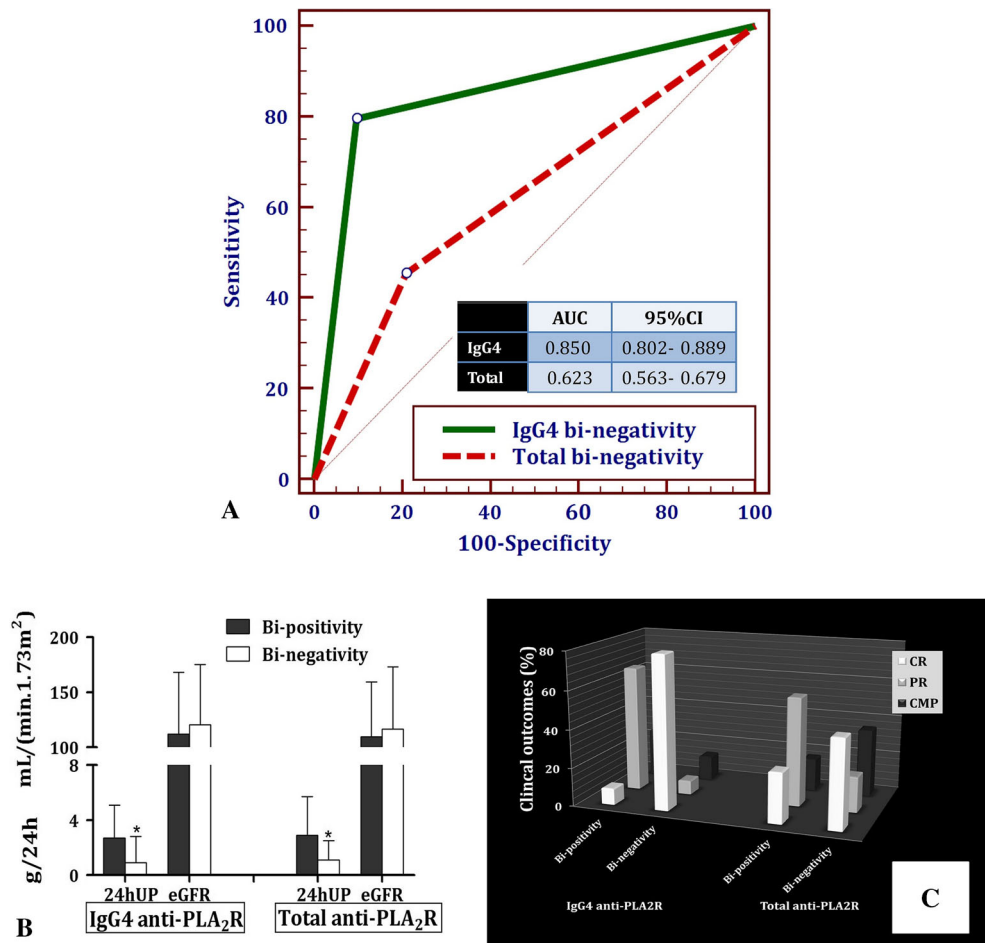 100
80
60
40
20
0
Sensitivity
AUC 95%CI
IgG4 0.850 0.802- 0.889
Total 0.623 0.563- 0.679
IgG4 bi-negativity
Total bi-negativity
0 20 40 60 80 100
100-Specificity
A
mL/(min.1.73m²)
g/24h
200
150
100
8
4
0
Bi-positivity
Bi-negativity
* *
24hUP eGFR 24hUP eGFR
IgG4 anti-PLA₂R Total anti-PLA₂R
B
Clincal outcomes (%)
80
60
40
20
0
CR
PR
CMP
Bi-positivity Bi-negativity Bi-positivity Bi-negativity
IgG4 anti-PLA2R Total anti-PLA2R
C